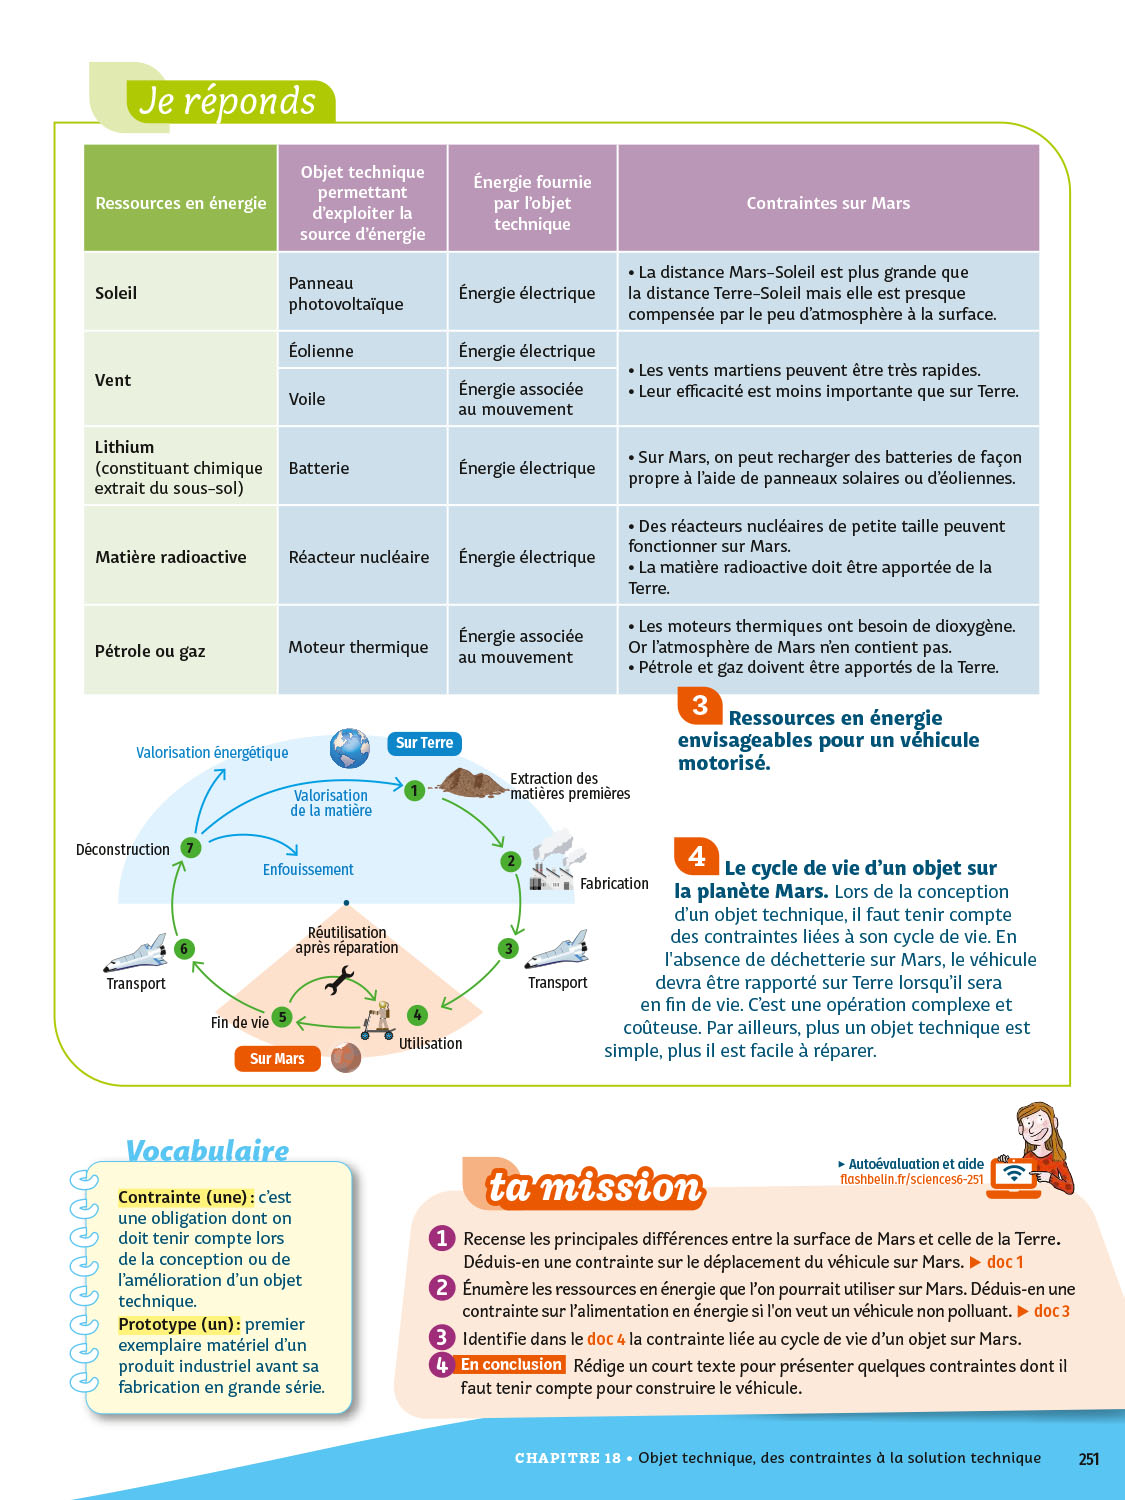 Je réponds
Ressources en énergie
Objet technique
permettant
d'exploiter la
source d'énergie
Énergie fournie
par l'objet
technique
Contraintes sur Mars
Soleil
Panneau
photovoltaïque
Énergie électrique
• La distance Mars-Soleil est plus grande que
la distance Terre-Soleil mais elle est presque
compensée par le peu d'atmosphère à la surface.
Vent
Éolienne
Énergie électrique
Voile
Énergie associée
au mouvement
• Les vents martiens peuvent être très rapides.
• Leur efficacité est moins importante que sur Terre.
Lithium
(constituant chimique
extrait du sous-sol)
Batterie
Énergie électrique
• Sur Mars, on peut recharger des batteries de façon
propre à l'aide de panneaux solaires ou d'éoliennes.
Matière radioactive
Réacteur nucléaire
Énergie électrique
• Des réacteurs nucléaires de petite taille peuvent
fonctionner sur Mars.
• La matière radioactive doit être apportée de la
Terre.
Pétrole ou gaz
Moteur thermique
Énergie associée
au mouvement
• Les moteurs thermiques ont besoin de dioxygène.
Or l'atmosphère de Mars n'en contient pas.
• Pétrole et gaz doivent être apportés de la Terre.
3 Ressources en énergie
envisageables pour un véhicule
motorisé.
Sur Terre
Valorisation énergétique
Valorisation
de la matière
1
Extraction des
matières premières
Déconstruction 7
Enfouissement
2
Fabrication
Réutilisation
après réparation
6
Transport
3
Transport
Fin de vie 5
4
Utilisation
Sur Mars
4 Le cycle de vie d'un objet sur
la planète Mars. Lors de la conception
d'un objet technique, il faut tenir compte
des contraintes liées à son cycle de vie. En
l'absence de déchetterie sur Mars, le véhicule
devra être rapporté sur Terre lorsqu'il sera
en fin de vie. C'est une opération complexe et
coûteuse. Par ailleurs, plus un objet technique est
simple, plus il est facile à réparer.
Vocabulaire
Contrainte (une) : c'est
une obligation dont on
doit tenir compte lors
de la conception ou de
l'amélioration d'un objet
technique.
Prototype (un) : premier
exemplaire matériel d'un
produit industriel avant sa
fabrication en grande série.
ta mission
▸ Autoévaluation et aide
flashbelin.fr/sciences6-251
1 Recense les principales différences entre la surface de Mars et celle de la Terre.
Déduis-en une contrainte sur le déplacement du véhicule sur Mars. ▶ doc 1
2 Énumère les ressources en énergie que l'on pourrait utiliser sur Mars. Déduis-en une
contrainte sur l'alimentation en énergie si l'on veut un véhicule non polluant. ▶ doc 3
3 Identifie dans le doc 4 la contrainte liée au cycle de vie d'un objet sur Mars.
4 En conclusion Rédige un court texte pour présenter quelques contraintes dont il
faut tenir compte pour construire le véhicule.
CHAPITRE 18 • Objet technique, des contraintes à la solution technique 251